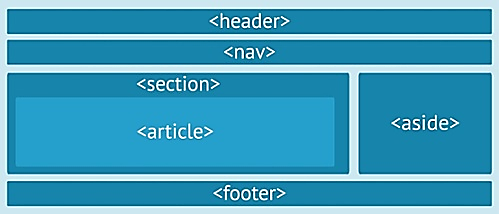 <header>
<nav>
<section>
<article>
<aside>
<footer>